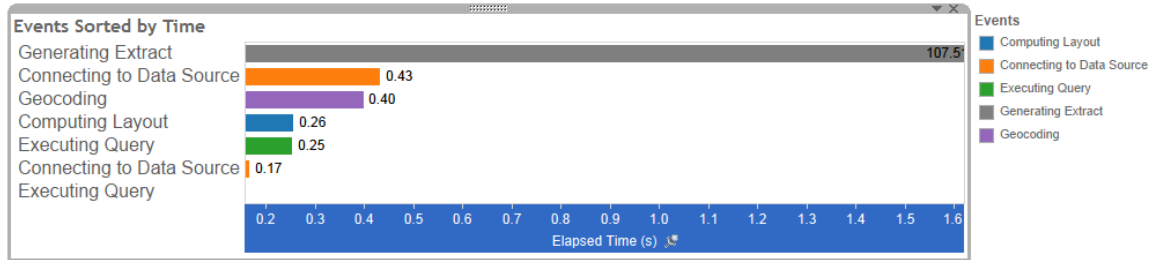 Events Sorted by Time
Generating Extract 107.51
Connecting to Data Source 0.43
Geocoding 0.40
Computing Layout 0.26
Executing Query 0.25
Connecting to Data Source 0.17
Executing Query
0.2 0.3 0.4 0.5 0.6 0.7 0.8 0.9 1.0 1.1 1.2 1.3 1.4 1.5 1.6
Elapsed Time (s)
Events
Computing Layout
Connecting to Data Source
Executing Query
Generating Extract
Geocoding